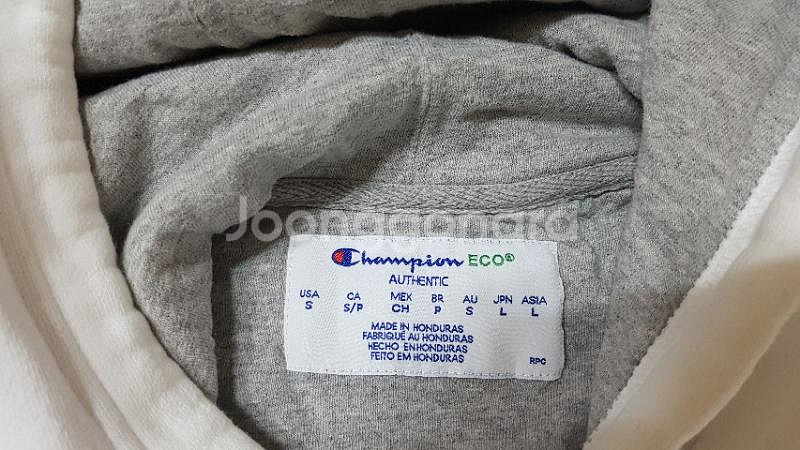 Joonggonara
Champion ECO®
AUTHENTIC
USA CA MEX BR AU JPN ASIA
S S/P CH P S L L
MADE IN HONDURAS
FABRIQUÉ AU HONDURAS
HECHO EN HONDURAS
FEITO EM HONDURAS
RPC